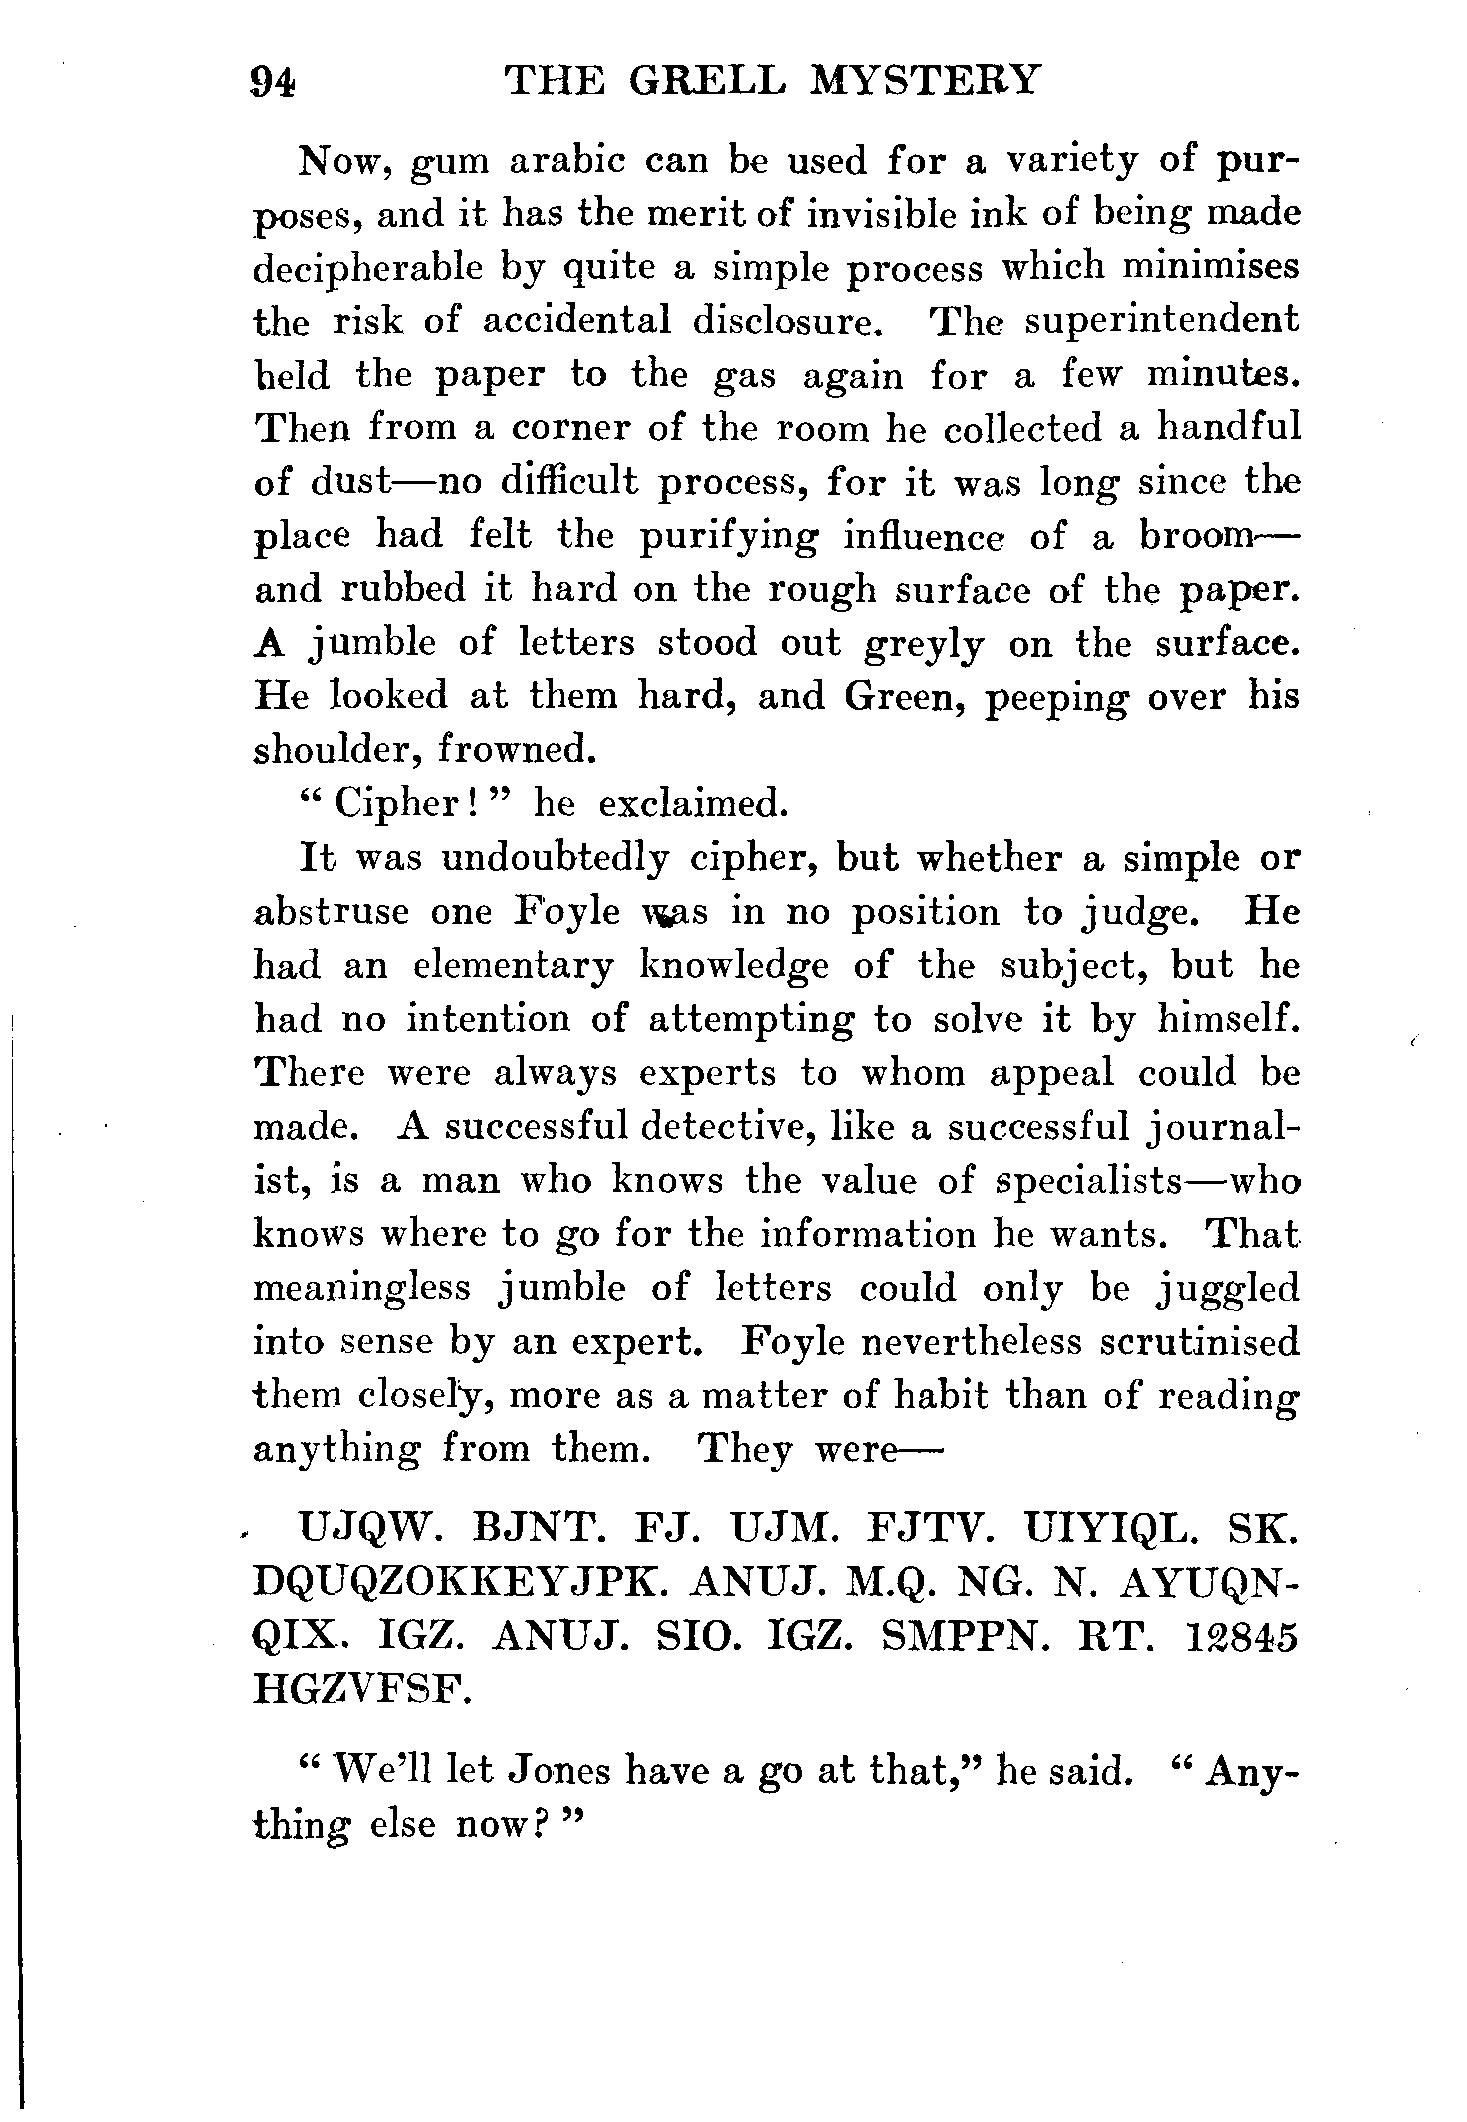 94 THE GRELL MYSTERY
Now, gum arabic can be used for a variety of pur-
poses, and it has the merit of invisible ink of being made
decipherable by quite a simple process which minimises
the risk of accidental disclosure. The superintendent
held the paper to the gas again for a few minutes.
Then from a corner of the room he collected a handful
of dust—no difficult process, for it was long since the
place had felt the purifying influence of a broom—
and rubbed it hard on the rough surface of the paper.
A jumble of letters stood out greyly on the surface.
He looked at them hard, and Green, peeping over his
shoulder, frowned.
“ Cipher ! ” he exclaimed.
It was undoubtedly cipher, but whether a simple or
abstruse one Foyle was in no position to judge. He
had an elementary knowledge of the subject, but he
had no intention of attempting to solve it by himself.
There were always experts to whom appeal could be
made. A successful detective, like a successful journal-
ist, is a man who knows the value of specialists—who
knows where to go for the information he wants. That
meaningless jumble of letters could only be juggled
into sense by an expert. Foyle nevertheless scrutinised
them closely, more as a matter of habit than of reading
anything from them. They were—
UJQW. BJNT. FJ. UJM. FJTV. UIYIQL. SK.
DQUQZOKKEYJPK. ANUJ. M.Q. NG. N. AYUQN-
QIX. IGZ. ANUJ. SIO. IGZ. SMPPN. RT. 12845
HGZVFSF.
“ We’ll let Jones have a go at that,” he said. “ Any-
thing else now? ”